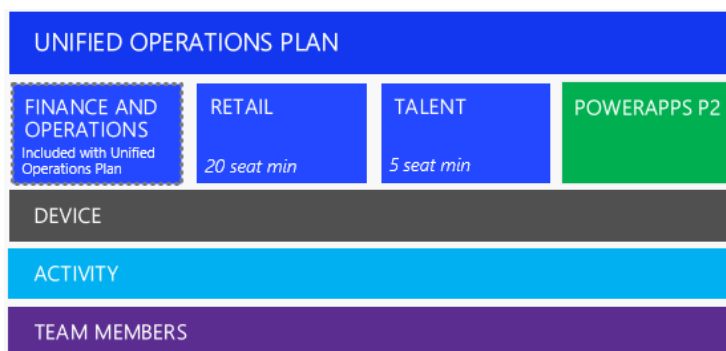 UNIFIED OPERATIONS PLAN
FINANCE AND
OPERATIONS
Included with Unified
Operations Plan
RETAIL
20 seat min
TALENT
5 seat min
POWERAPPS P2
DEVICE
ACTIVITY
TEAM MEMBERS